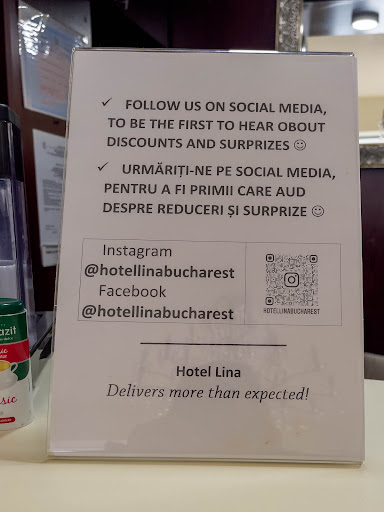 ✓ FOLLOW US ON SOCIAL MEDIA,
TO BE THE FIRST TO HEAR OBOUT
DISCOUNTS AND SURPRIZES ☺
✓ URMĂRIȚI-NE PE SOCIAL MEDIA,
PENTRU A FI PRIMII CARE AUD
DESPRE REDUCERI ȘI SURPRIZE ☺
Instagram
@hotellinabucharest
Facebook
@hotellinabucharest
HOTELLINABUCHAREST
Hotel Lina
Delivers more than expected!
azit
sic